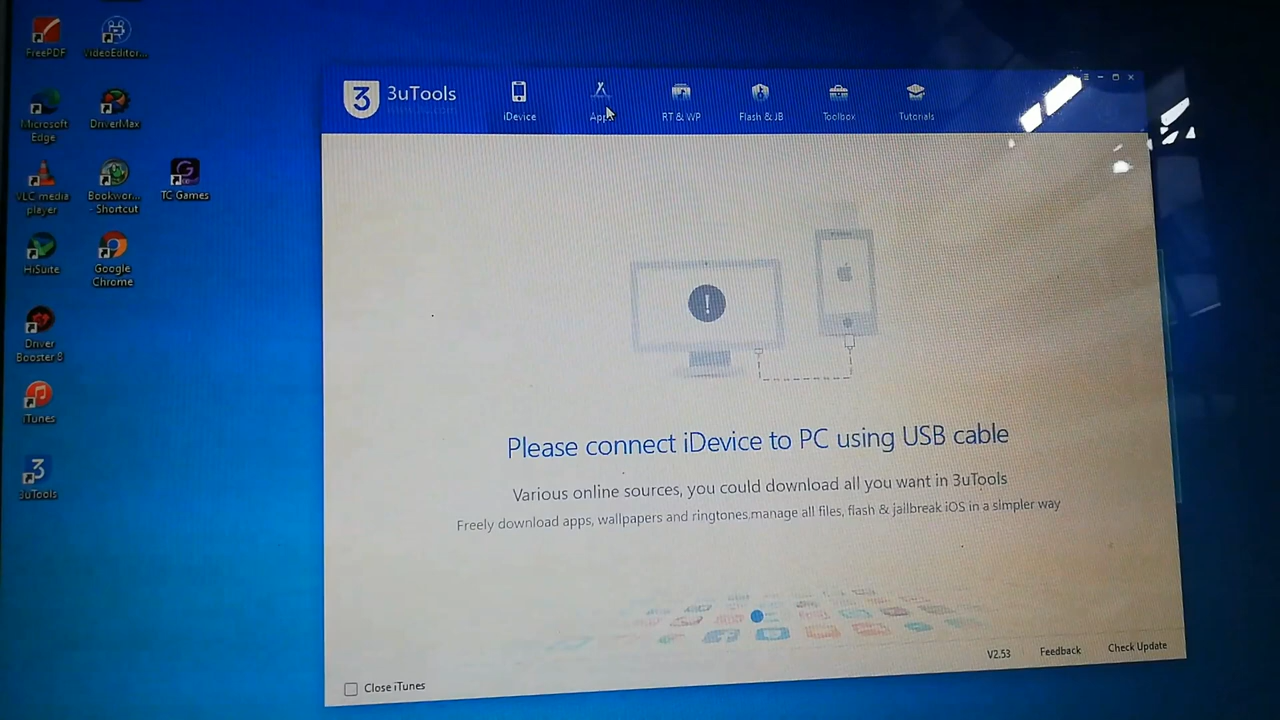 FreePDF
VideoEditor...
Microsoft
Edge
DriverMax
VLC media
player
Bookwor...
- Shortcut
TC Games
HiSuite
Google
Chrome
Driver
Booster 8
iTunes
3uTools
3 3uTools
iDevice
Apps
RT & WP
Flash & JB
Toolbox
Tutorials
Please connect iDevice to PC using USB cable
Various online sources, you could download all you want in 3uTools
Freely download apps, wallpapers and ringtones.manage all files, flash & jailbreak iOS in a simpler way
Close iTunes
V2.53
Feedback
Check Update